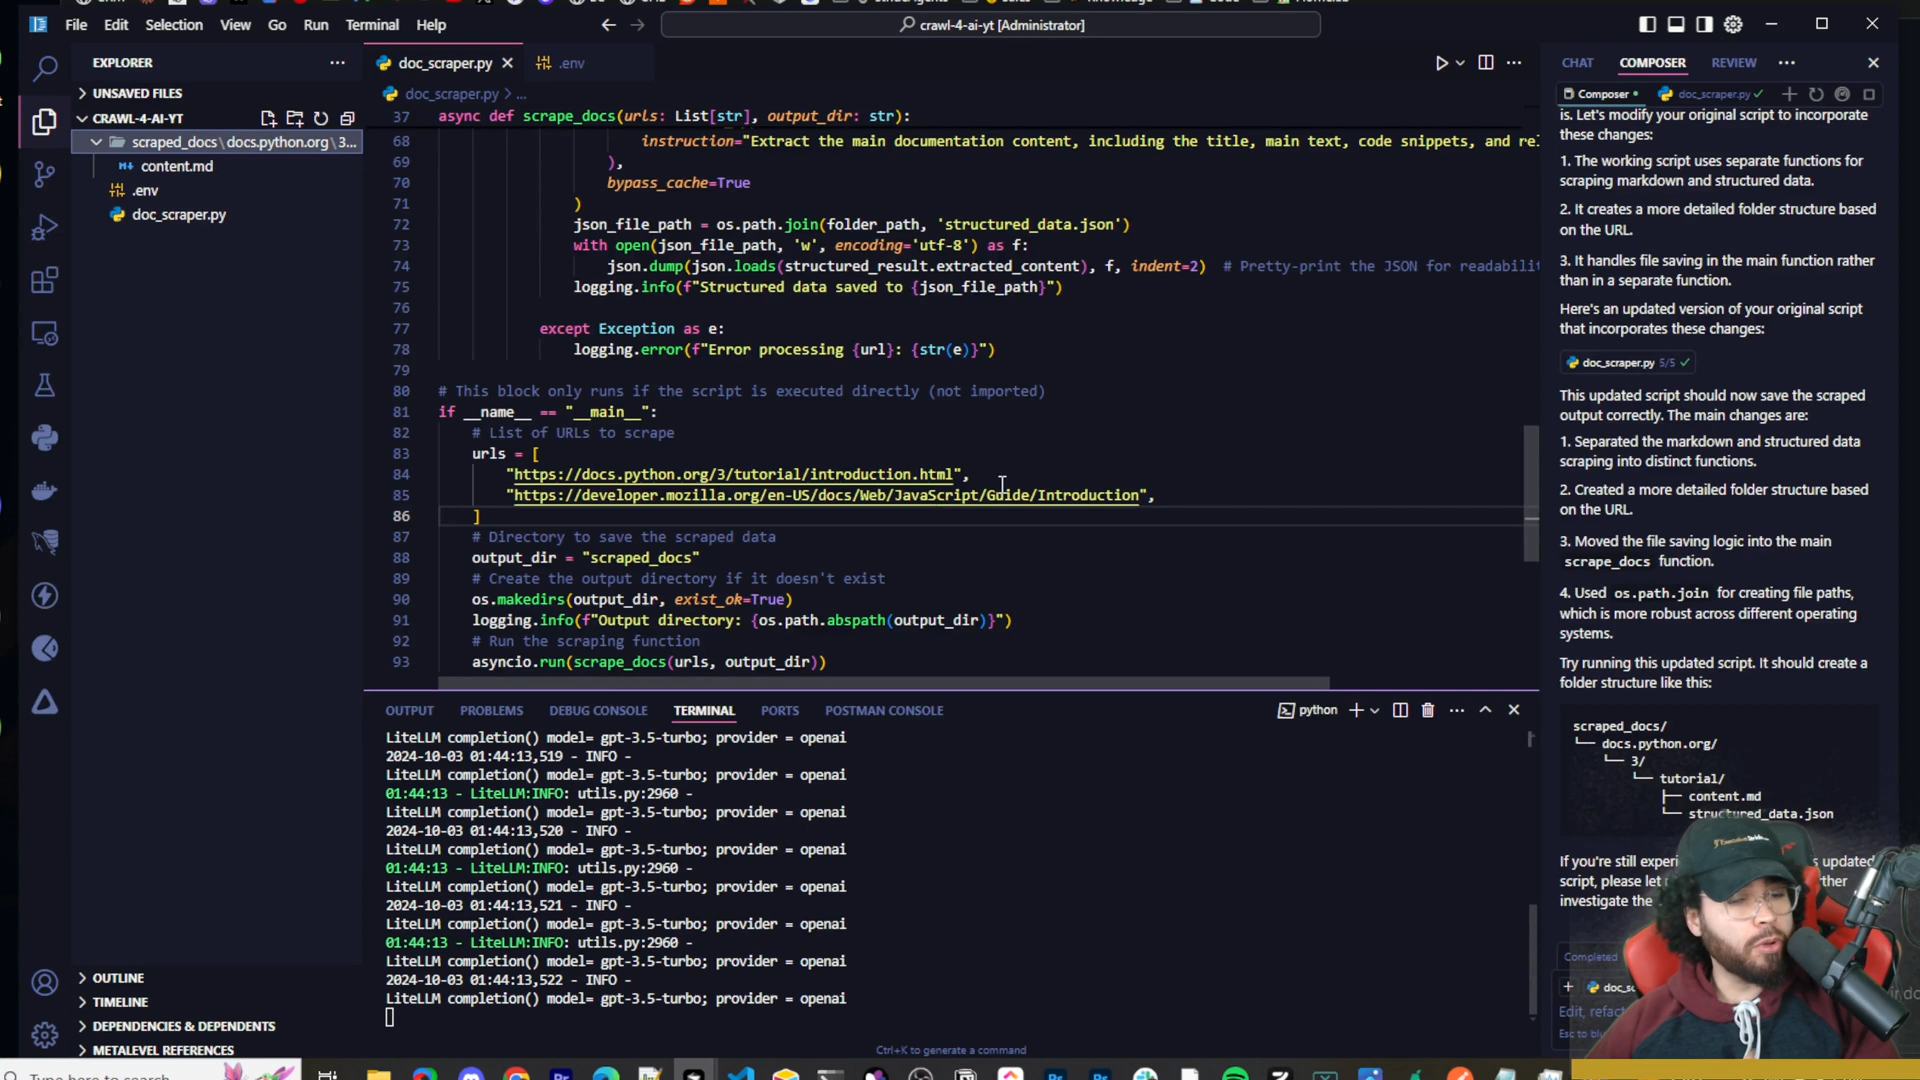 File Edit Selection View Go Run Terminal Help
crawl-4-ai-yt [Administrator]
EXPLORER
UNSAVED FILES
CRAWL-4-AI-YT
scraped_docs\docs.python.org\3...
content.md
.env
doc_scraper.py
OUTLINE
TIMELINE
DEPENDENCIES & DEPENDENTS
METALEVEL REFERENCES
doc_scraper.py
.env
doc_scraper.py > ...
37 async def scrape_docs(urls: List[str], output_dir: str):
68 instruction="Extract the main documentation content, including the title, main text, code snippets, and rel
69 ),
70 bypass_cache=True
71 )
72 json_file_path = os.path.join(folder_path, 'structured_data.json')
73 with open(json_file_path, 'w', encoding='utf-8') as f:
74 json.dump(json.loads(structured_result.extracted_content), f, indent=2) # Pretty-print the JSON for readabilit
75 logging.info(f"Structured data saved to {json_file_path}")
76
77 except Exception as e:
78 logging.error(f"Error processing {url}: {str(e)}")
79
80 # This block only runs if the script is executed directly (not imported)
81 if __name__ == "__main__":
82 # List of URLs to scrape
83 urls = [
84 "https://docs.python.org/3/tutorial/introduction.html",
85 "https://developer.mozilla.org/en-US/docs/Web/JavaScript/Guide/Introduction",
86 ]
87 # Directory to save the scraped data
88 output_dir = "scraped_docs"
89 # Create the output directory if it doesn't exist
90 os.makedirs(output_dir, exist_ok=True)
91 logging.info(f"Output directory: {os.path.abspath(output_dir)}")
92 # Run the scraping function
93 asyncio.run(scrape_docs(urls, output_dir))
OUTPUT PROBLEMS DEBUG CONSOLE TERMINAL PORTS POSTMAN CONSOLE
python
LiteLLM completion() model= gpt-3.5-turbo; provider = openai
2024-10-03 01:44:13,519 - INFO -
LiteLLM completion() model= gpt-3.5-turbo; provider = openai
01:44:13 - LiteLLM:INFO: utils.py:2960 -
LiteLLM completion() model= gpt-3.5-turbo; provider = openai
2024-10-03 01:44:13,520 - INFO -
LiteLLM completion() model= gpt-3.5-turbo; provider = openai
01:44:13 - LiteLLM:INFO: utils.py:2960 -
LiteLLM completion() model= gpt-3.5-turbo; provider = openai
2024-10-03 01:44:13,521 - INFO -
LiteLLM completion() model= gpt-3.5-turbo; provider = openai
01:44:13 - LiteLLM:INFO: utils.py:2960 -
LiteLLM completion() model= gpt-3.5-turbo; provider = openai
2024-10-03 01:44:13,522 - INFO -
LiteLLM completion() model= gpt-3.5-turbo; provider = openai
Ctrl+K to generate a command
CHAT COMPOSER REVIEW
Composer doc_scraper.py
is. Let's modify your original script to incorporate
these changes:
1. The working script uses separate functions for
scraping markdown and structured data.
2. It creates a more detailed folder structure based
on the URL.
3. It handles file saving in the main function rather
than in a separate function.
Here's an updated version of your original script
that incorporates these changes:
doc_scraper.py 5/5
This updated script should now save the scraped
output correctly. The main changes are:
1. Separated the markdown and structured data
scraping into distinct functions.
2. Created a more detailed folder structure based
on the URL.
3. Moved the file saving logic into the main
scrape_docs function.
4. Used os.path.join for creating file paths,
which is more robust across different operating
systems.
Try running this updated script. It should create a
folder structure like this:
scraped_docs/
└── docs.python.org/
└── 3/
└── tutorial/
├── content.md
└── structured_data.json
If you're still experi updated
script, please let
investigate the
Completed
Edit, refac
Type here to search